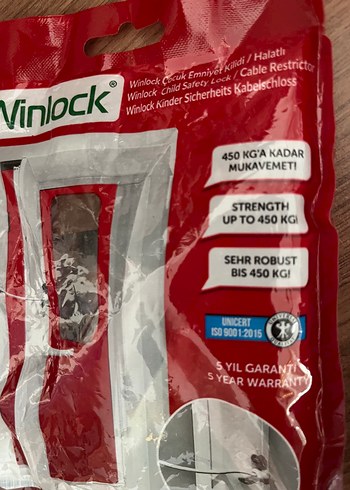 Winlock®
Winlock Çocuk Emniyet Kilidi / Halatlı
Winlock Child Safety Lock / Cable Restrictor
Winlock Kinder Sicherheits Kabelschloss
450 KG'A KADAR
MUKAVEMET!
STRENGTH
UP TO 450 KG!
SEHR ROBUST
BIS 450 KG!
UNICERT
ISO 9001:2015
5 YIL GARANTİ
5 YEAR WARRANTY